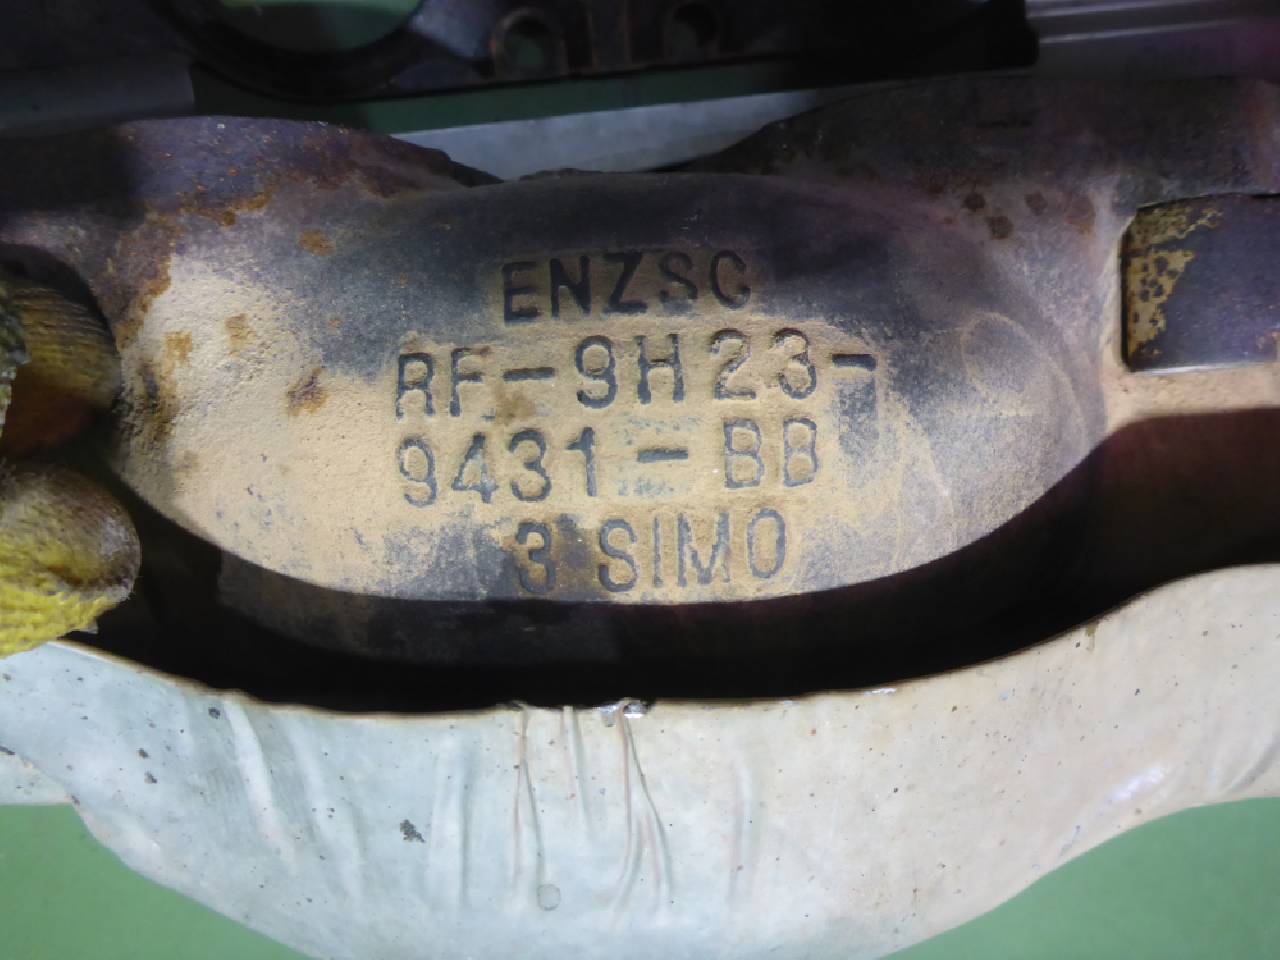 ENZSC
RF-9H23-
9431-BB
3 SIMO